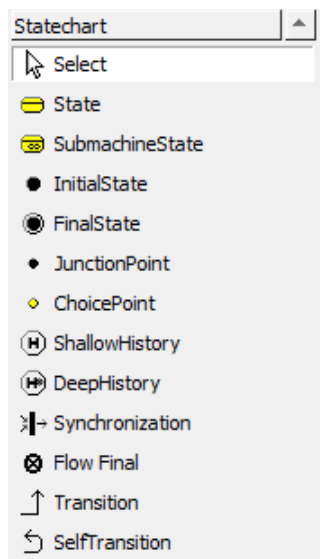 Statechart
Select
State
SubmachineState
InitialState
FinalState
JunctionPoint
ChoicePoint
H ShallowHistory
H* DeepHistory
Synchronization
Flow Final
Transition
SelfTransition